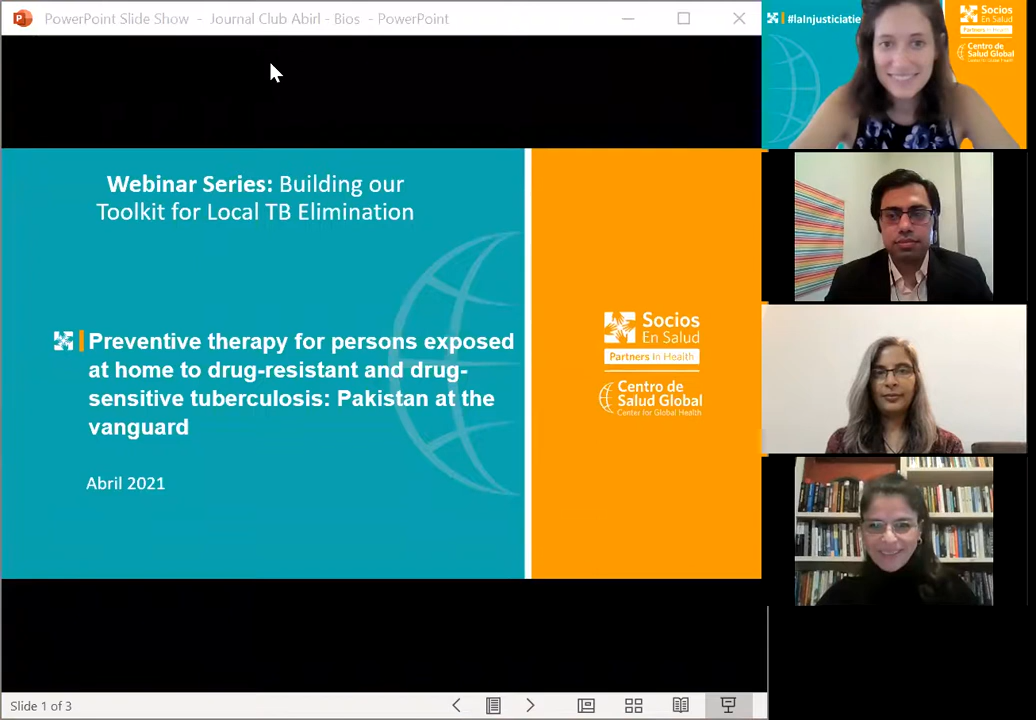 PowerPoint Slide Show - Journal Club Abirl - Bios - PowerPoint
#laInjusticiatie
Socios
En Salud
Partners In Health
Centro de
Salud Global
Center for Global Health
Webinar Series: Building our
Toolkit for Local TB Elimination
Preventive therapy for persons exposed
at home to drug-resistant and drug-
sensitive tuberculosis: Pakistan at the
vanguard
Abril 2021
Socios
En Salud
Partners In Health
Centro de
Salud Global
Center for Global Health
Slide 1 of 3